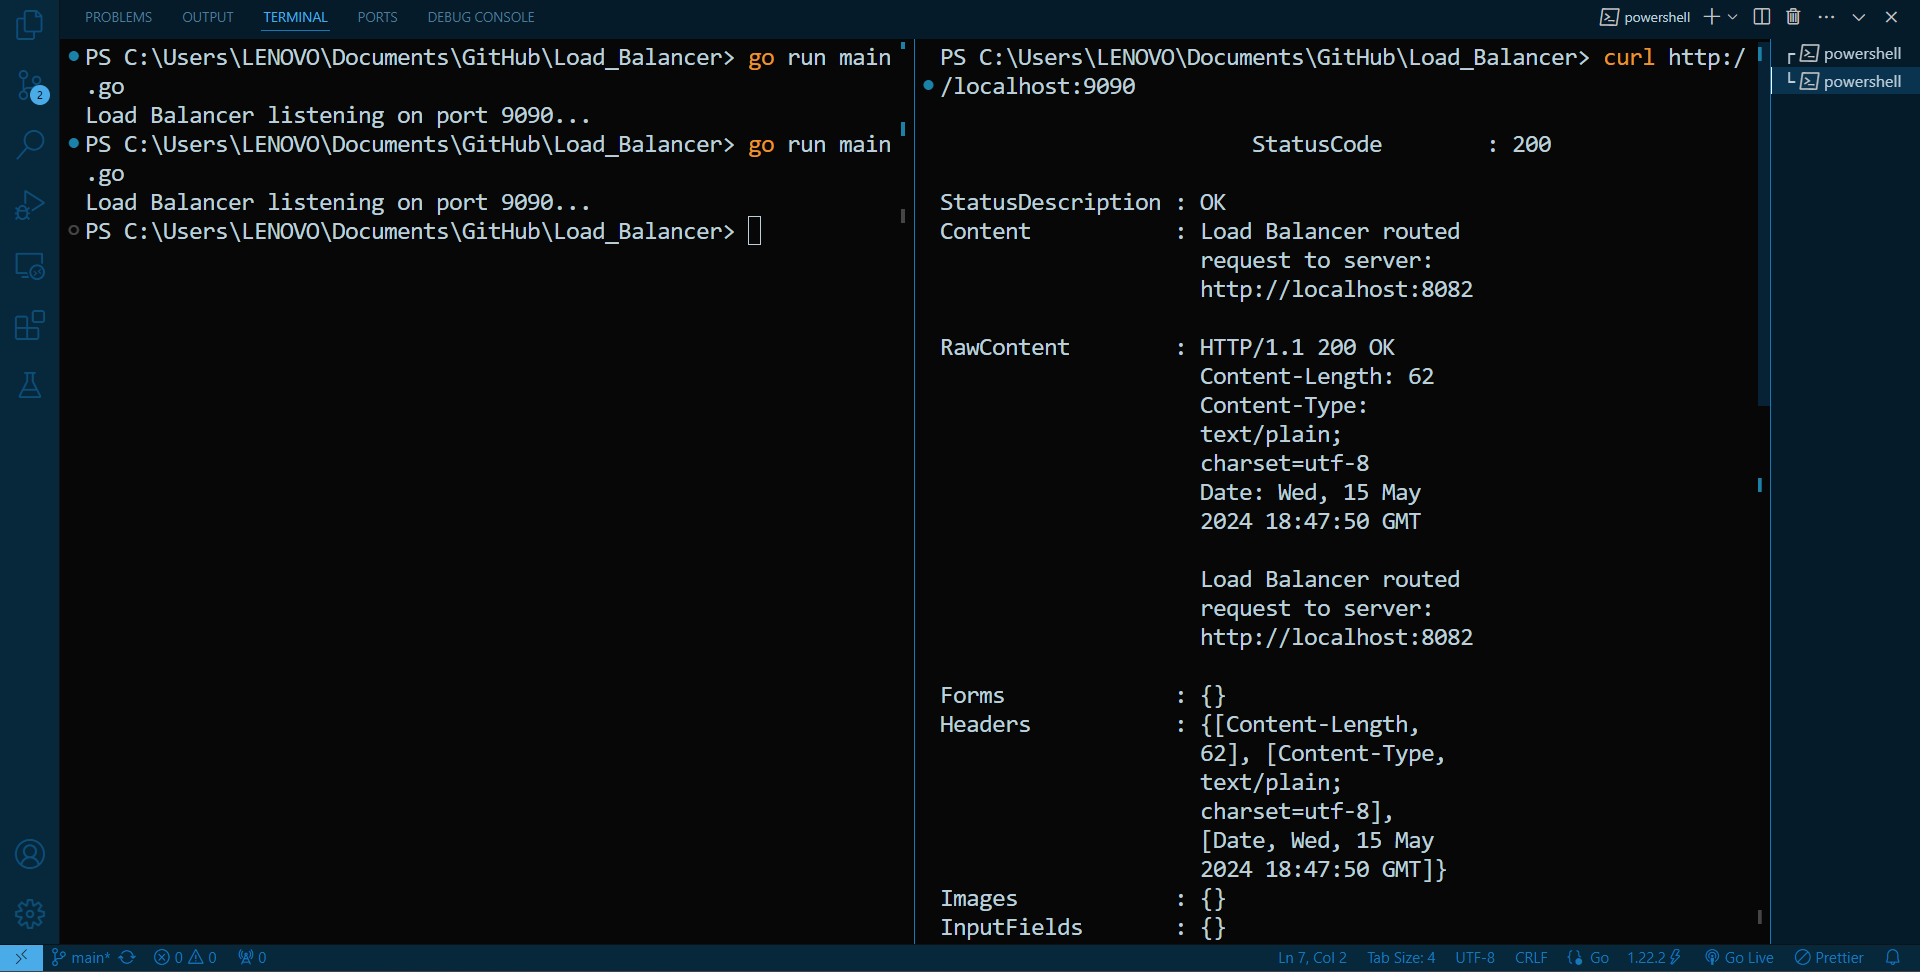 PROBLEMS OUTPUT TERMINAL PORTS DEBUG CONSOLE
powershell
PS C:\Users\LENOVO\Documents\GitHub\Load_Balancer> go run main
.go
Load Balancer listening on port 9090...
PS C:\Users\LENOVO\Documents\GitHub\Load_Balancer> go run main
.go
Load Balancer listening on port 9090...
PS C:\Users\LENOVO\Documents\GitHub\Load_Balancer>
PS C:\Users\LENOVO\Documents\GitHub\Load_Balancer> curl http:/
/localhost:9090
StatusCode : 200
StatusDescription : OK
Content : Load Balancer routed
request to server:
http://localhost:8082
RawContent : HTTP/1.1 200 OK
Content-Length: 62
Content-Type:
text/plain;
charset=utf-8
Date: Wed, 15 May
2024 18:47:50 GMT
Load Balancer routed
request to server:
http://localhost:8082
Forms : {}
Headers : {[Content-Length,
62], [Content-Type,
text/plain;
charset=utf-8],
[Date, Wed, 15 May
2024 18:47:50 GMT]}
Images : {}
InputFields : {}
powershell
powershell
2
main* 0 0 0 Ln 7, Col 2 Tab Size: 4 UTF-8 CRLF Go 1.22.2 Go Live Prettier